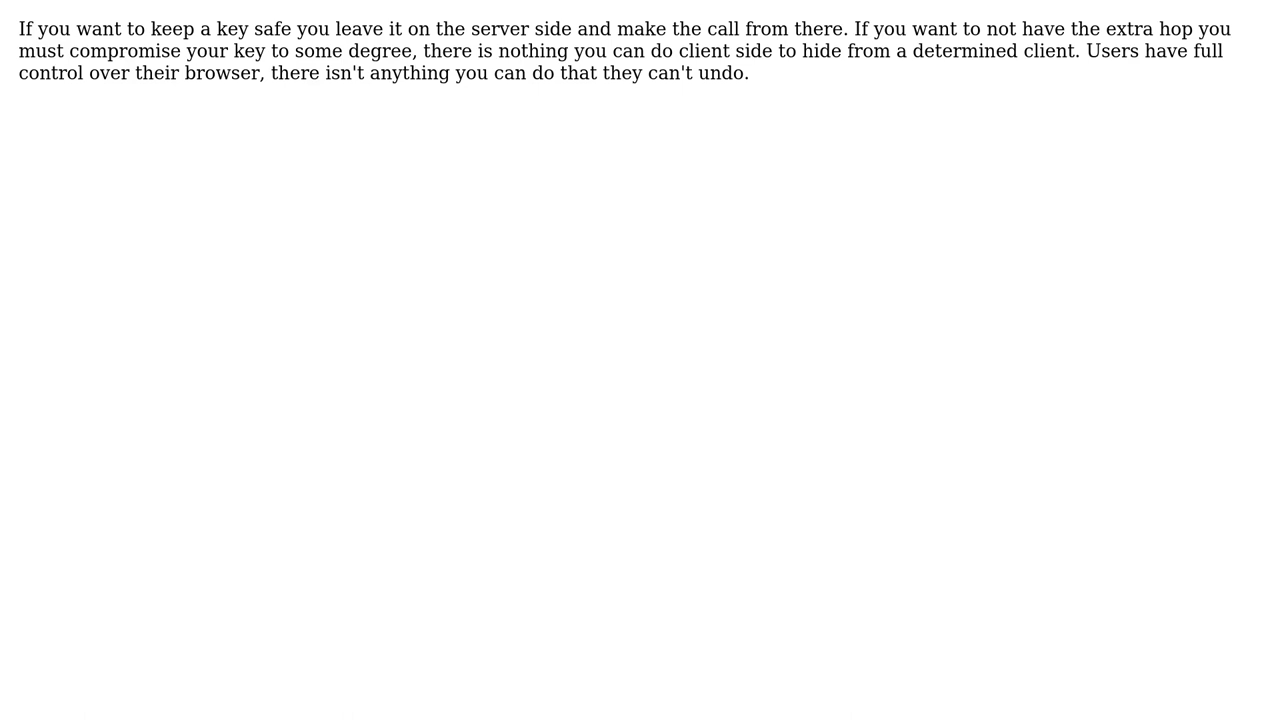 If you want to keep a key safe you leave it on the server side and make the call from there. If you want to not have the extra hop you
must compromise your key to some degree, there is nothing you can do client side to hide from a determined client. Users have full
control over their browser, there isn't anything you can do that they can't undo.